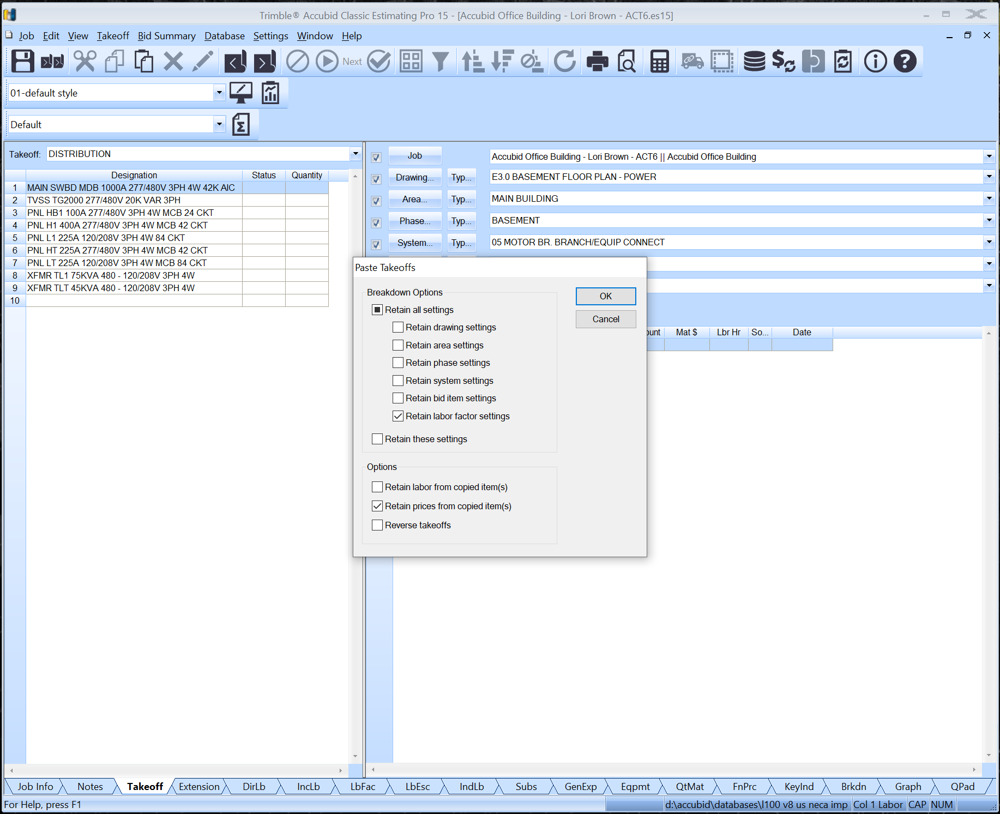 Trimble® Accubid Classic Estimating Pro 15 - [Accubid Office Building - Lori Brown - ACT6.es15]
Job Edit View Takeoff Bid Summary Database Settings Window Help
Next
01-default style
Default
Takeoff: DISTRIBUTION
Designation Status Quantity
1 MAIN SWBD MDB 1000A 277/480V 3PH 4W 42K AIC
2 TVSS TG2000 277/480V 20K VAR 3PH
3 PNL HB1 100A 277/480V 3PH 4W MCB 24 CKT
4 PNL H1 400A 277/480V 3PH 4W MCB 42 CKT
5 PNL L1 225A 120/208V 3PH 4W 84 CKT
6 PNL HT 225A 277/480V 3PH 4W MCB 42 CKT
7 PNL LT 225A 120/208V 3PH 4W MCB 84 CKT
8 XFMR TL1 75KVA 480 - 120/208V 3PH 4W
9 XFMR TLT 45KVA 480 - 120/208V 3PH 4W
10
Job Accubid Office Building - Lori Brown - ACT6 || Accubid Office Building
Drawing... Typ... E3.0 BASEMENT FLOOR PLAN - POWER
Area... Typ... MAIN BUILDING
Phase... Typ... BASEMENT
System... Typ... 05 MOTOR BR. BRANCH/EQUIP CONNECT
Paste Takeoffs
Breakdown Options
Retain all settings
Retain drawing settings
Retain area settings
Retain phase settings
Retain system settings
Retain bid item settings
Retain labor factor settings
Retain these settings
Options
Retain labor from copied item(s)
Retain prices from copied item(s)
Reverse takeoffs
OK
Cancel
Mat $ Lbr Hr So... Date
Job Info Notes Takeoff Extension DirLb IncLb LbFac LbEsc IndLb Subs GenExp Eqpmt QtMat FnPrc KeyInd Brkdn Graph QPad
For Help, press F1 d:\accubid\databases\l100 v8 us neca imp Col 1 Labor CAP NUM